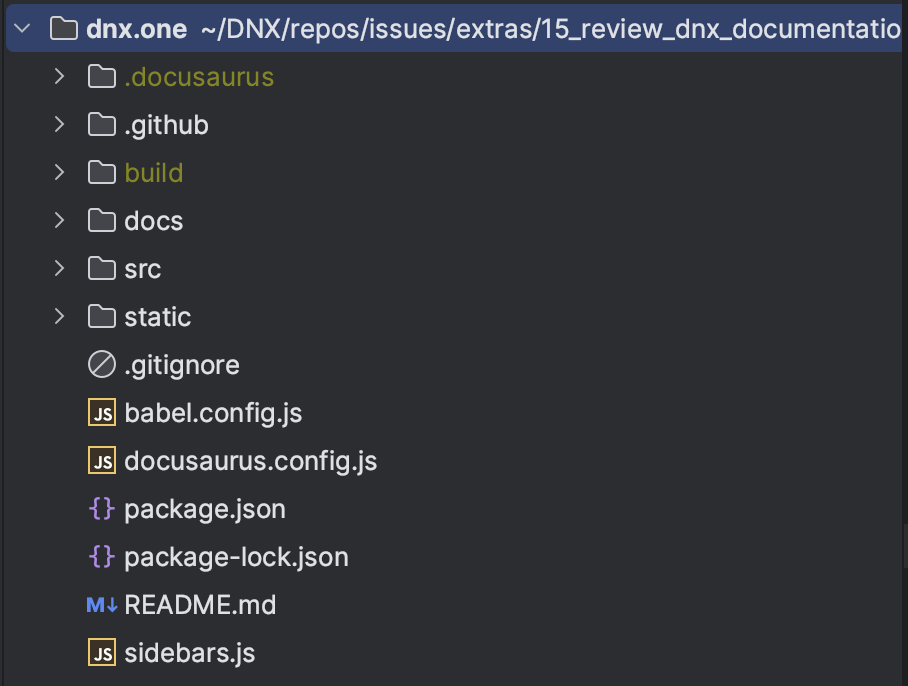 dnx.one ~/DNX/repos/issues/extras/15_review_dnx_documentatio
.docusaurus
.github
build
docs
src
static
.gitignore
JS babel.config.js
JS docusaurus.config.js
{} package.json
{} package-lock.json
M↓ README.md
JS sidebars.js